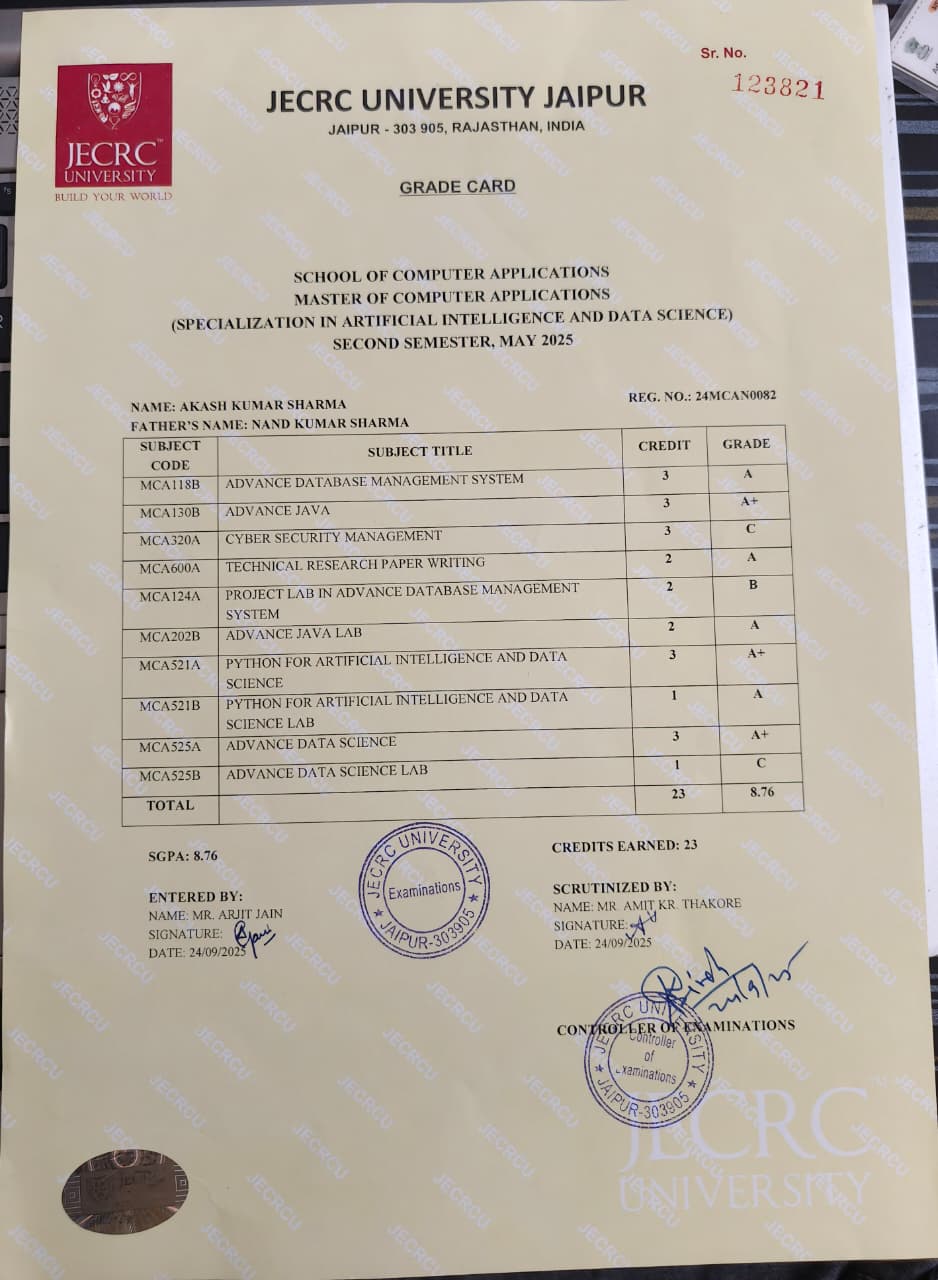 Sr. No.
123821
JECRC™
UNIVERSITY
BUILD YOUR WORLD
JECRC UNIVERSITY JAIPUR
JAIPUR - 303 905, RAJASTHAN, INDIA
GRADE CARD
SCHOOL OF COMPUTER APPLICATIONS
MASTER OF COMPUTER APPLICATIONS
(SPECIALIZATION IN ARTIFICIAL INTELLIGENCE AND DATA SCIENCE)
SECOND SEMESTER, MAY 2025
NAME: AKASH KUMAR SHARMA REG. NO.: 24MCAN0082
FATHER'S NAME: NAND KUMAR SHARMA
SUBJECT CODE SUBJECT TITLE CREDIT GRADE
MCA118B ADVANCE DATABASE MANAGEMENT SYSTEM 3 A
MCA130B ADVANCE JAVA 3 A+
MCA320A CYBER SECURITY MANAGEMENT 3 C
MCA600A TECHNICAL RESEARCH PAPER WRITING 2 A
MCA124A PROJECT LAB IN ADVANCE DATABASE MANAGEMENT
SYSTEM 2 B
MCA202B ADVANCE JAVA LAB 2 A
MCA521A PYTHON FOR ARTIFICIAL INTELLIGENCE AND DATA
SCIENCE 3 A+
MCA521B PYTHON FOR ARTIFICIAL INTELLIGENCE AND DATA
SCIENCE LAB 1 A
MCA525A ADVANCE DATA SCIENCE 3 A+
MCA525B ADVANCE DATA SCIENCE LAB 1 C
TOTAL 23 8.76
SGPA: 8.76 CREDITS EARNED: 23
ENTERED BY:
NAME: MR. ARJIT JAIN
SIGNATURE:
DATE: 24/09/2025
JECRC UNIVERSITY
Examinations
JAIPUR-303905
SCRUTINIZED BY:
NAME: MR. AMIT KR. THAKORE
SIGNATURE:
DATE: 24/09/2025
CONTROLLER OF EXAMINATIONS
JECRC UNIVERSITY
Controller
of
Examinations
JAIPUR-303905
JECRC
UNIVERSITY